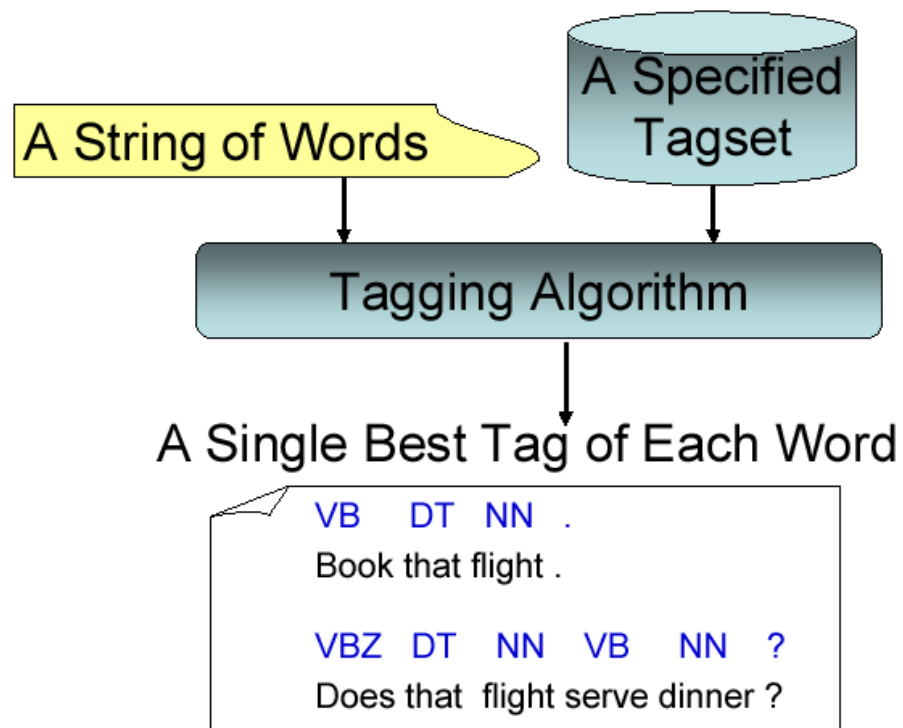 A Specified
Tagset
A String of Words
Tagging Algorithm
A Single Best Tag of Each Word
VB DT NN .
Book that flight .
VBZ DT NN VB NN ?
Does that flight serve dinner ?